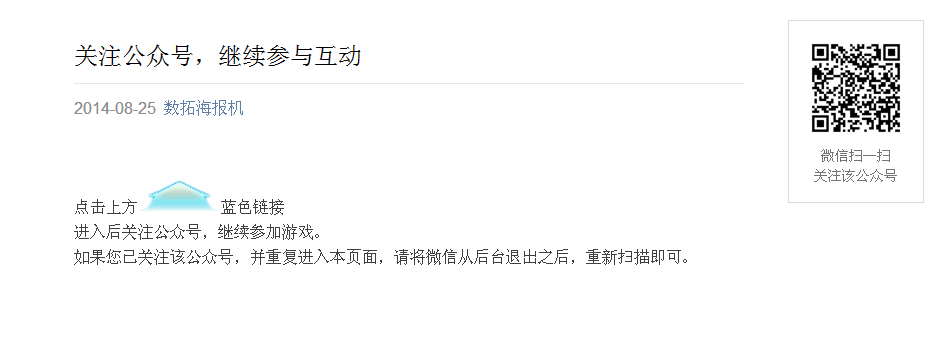 关注公众号，继续参与互动
2014-08-25 数拓海报机
点击上方 蓝色链接
进入后关注公众号，继续参加游戏。
如果您已关注该公众号，并重复进入本页面，请将微信从后台退出之后，重新扫描即可。
微信扫一扫
关注该公众号